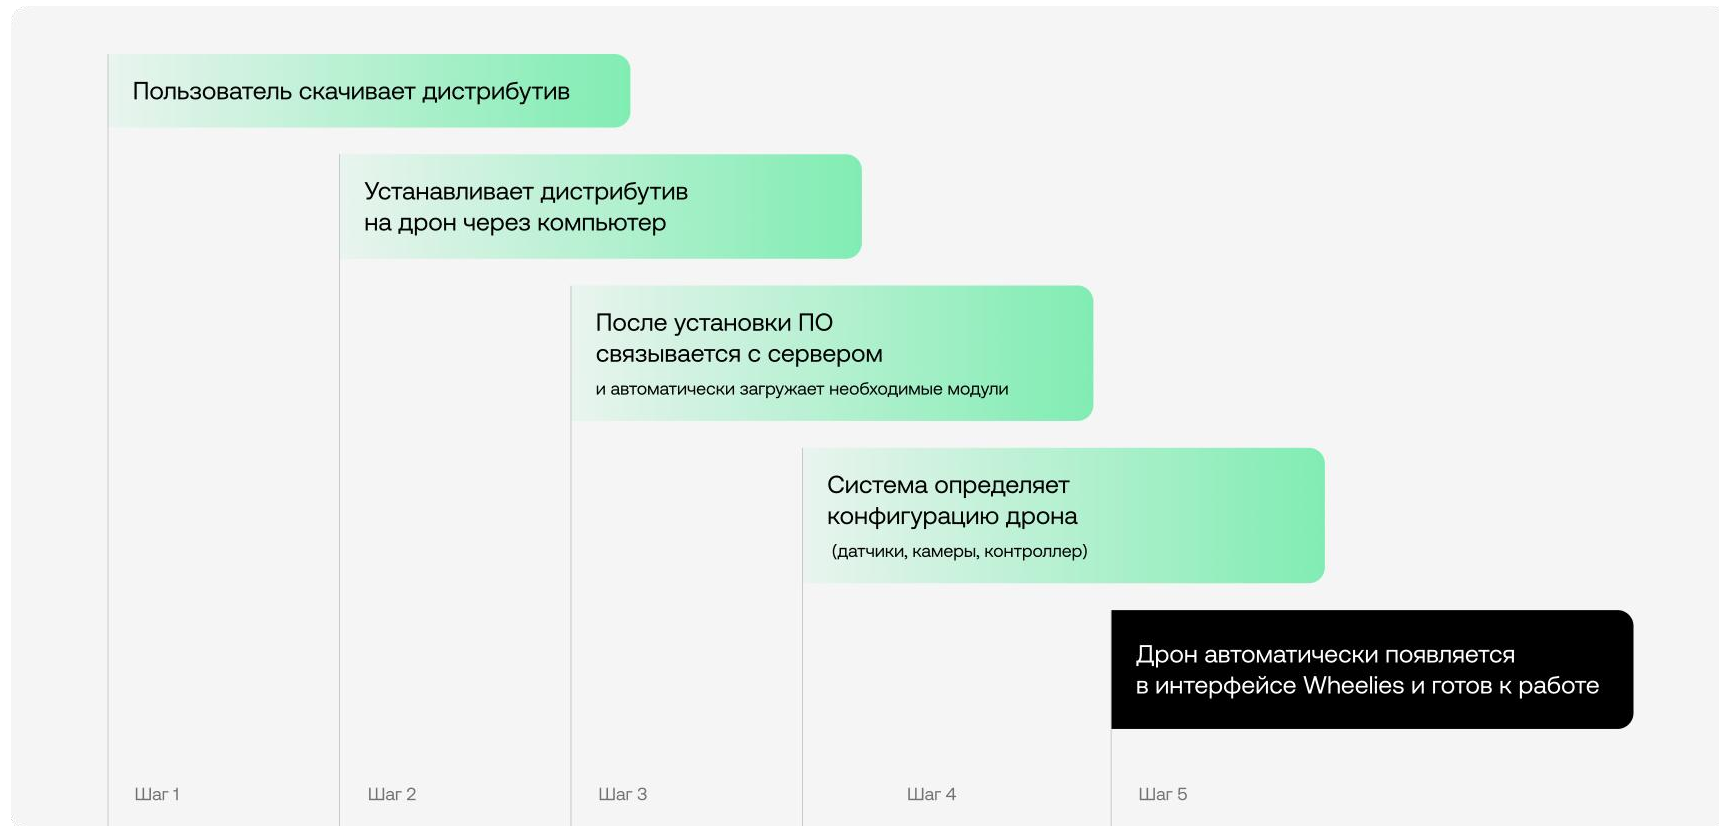 Пользователь скачивает дистрибутив
Устанавливает дистрибутив
на дрон через компьютер
После установки ПО
связывается с сервером
и автоматически загружает необходимые модули
Система определяет
конфигурацию дрона
(датчики, камеры, контроллер)
Дрон автоматически появляется
в интерфейсе Wheelies и готов к работе
Шаг 1
Шаг 2
Шаг 3
Шаг 4
Шаг 5